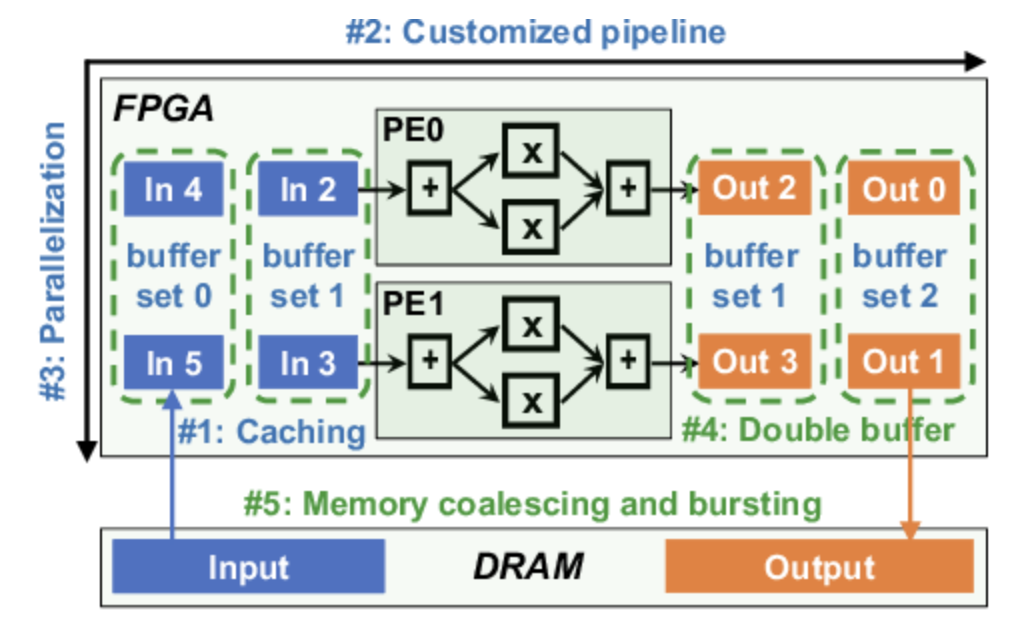 #2: Customized pipeline
#3: Parallelization
FPGA
PE0
In 4
In 2
+
x
x
+
Out 2
Out 0
buffer
set 0
buffer
set 1
buffer
set 1
buffer
set 2
PE1
In 5
In 3
+
x
x
+
Out 3
Out 1
#1: Caching
#4: Double buffer
#5: Memory coalescing and bursting
Input
DRAM
Output